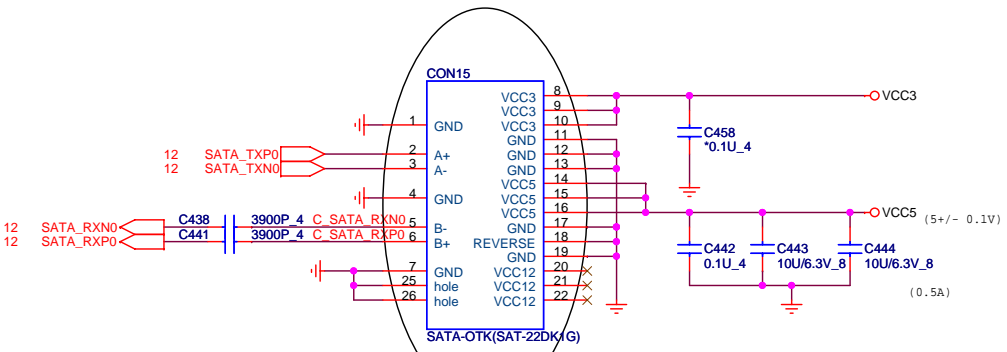 CON15
VCC3 8
VCC3 9 VCC3
1 GND VCC3 10
GND 11
C458
*0.1U_4
12 SATA_TXP0 2 A+ GND 12
12 SATA_TXN0 3 A- GND 13
VCC5 14
4 GND VCC5 15
VCC5 16 VCC5 (5+/- 0.1V)
C438 3900P_4 C_SATA_RXN0
12 SATA_RXN0 5 B- GND 17
C441 3900P_4 C_SATA_RXP0
12 SATA_RXP0 6 B+ REVERSE 18
GND 19
C442
0.1U_4
C443
10U/6.3V_8
C444
10U/6.3V_8
7 GND VCC12 20
25 hole VCC12 21
26 hole VCC12 22
(0.5A)
SATA-OTK(SAT-22DK1G)